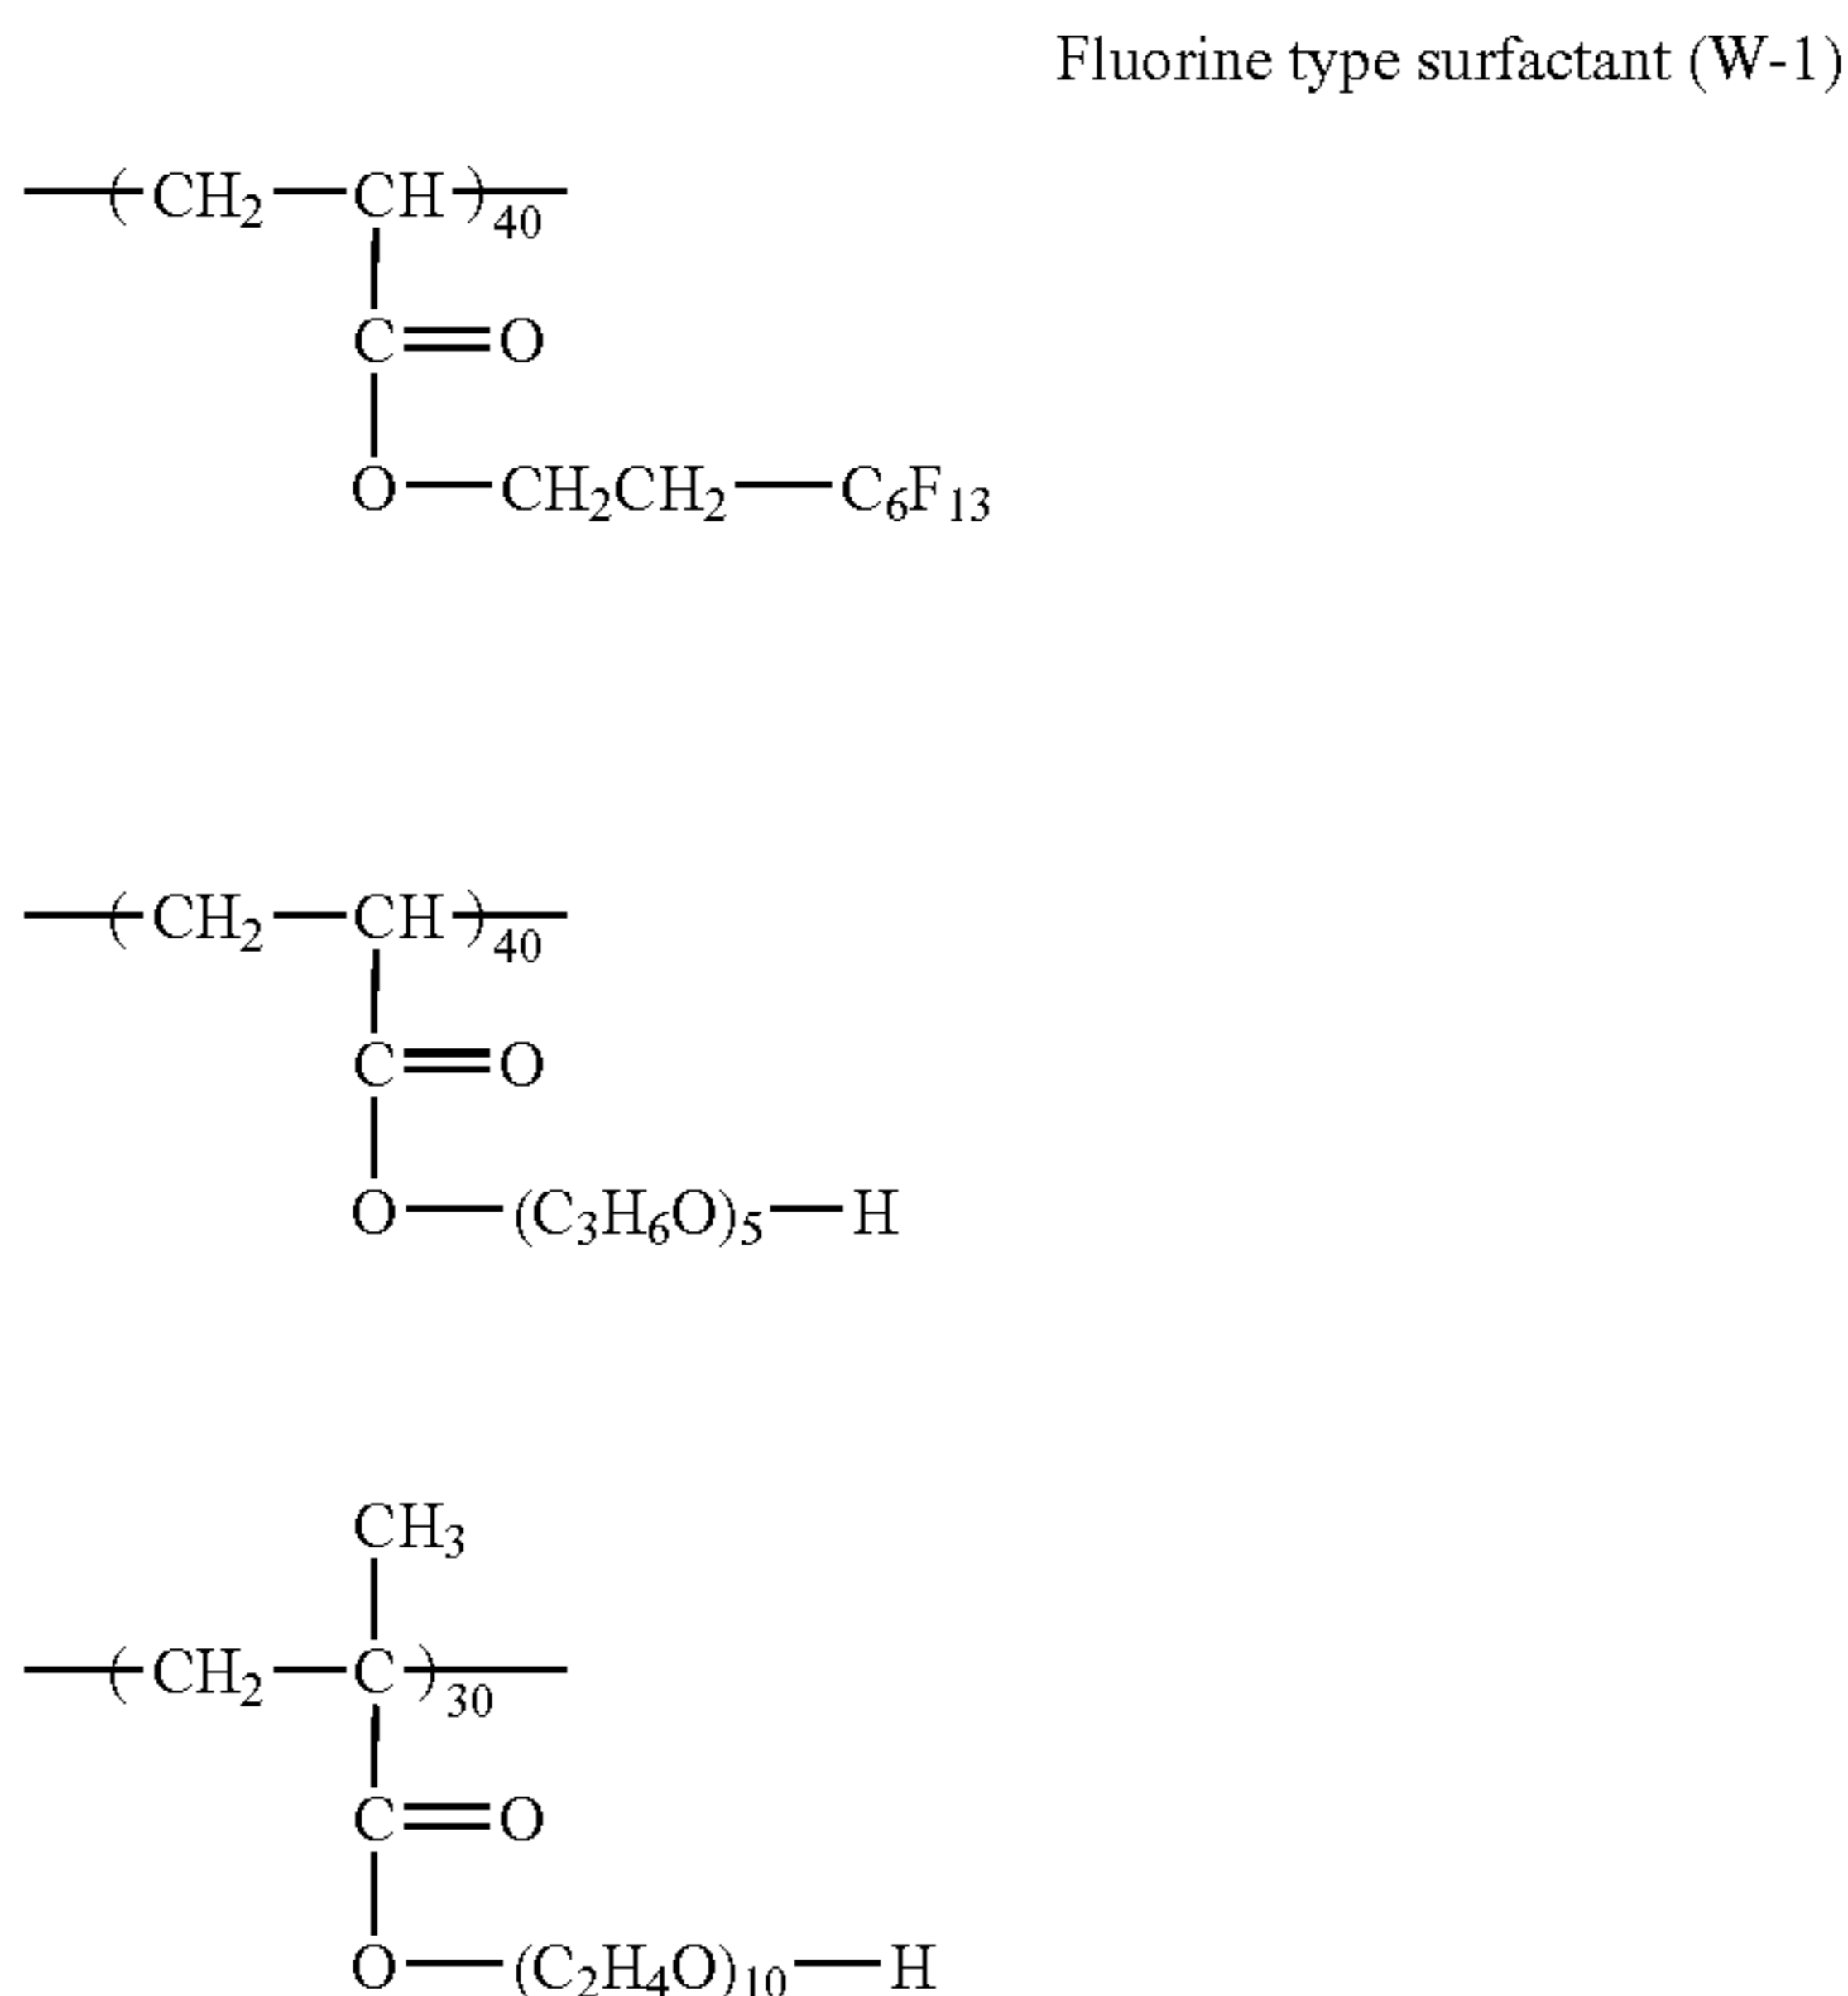 Fluorine type surfactant (W-1)
—(CH₂—CH)₄₀—
C=O
O—CH₂CH₂—C₆F₁₃
—(CH₂—CH)₄₀—
C=O
O—(C₃H₆O)₅—H
CH₃
—(CH₂—C)₃₀—
C=O
O—(C₂H₄O)₁₀—H